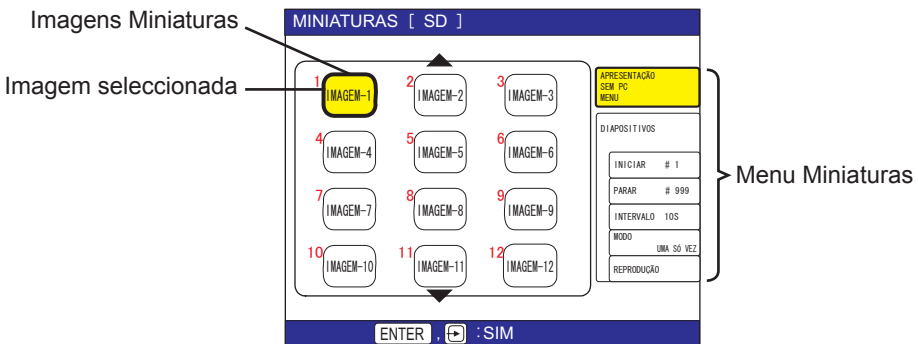 Imagens Miniaturas
Imagem seleccionada
MINIATURAS [ SD ]
1 IMAGEM-1
2 IMAGEM-2
3 IMAGEM-3
4 IMAGEM-4
5 IMAGEM-5
6 IMAGEM-6
7 IMAGEM-7
8 IMAGEM-8
9 IMAGEM-9
10 IMAGEM-10
11 IMAGEM-11
12 IMAGEM-12
APRESENTAÇÃO
SEM PC
MENU
DIAPOSITIVOS
INICIAR # 1
PARAR # 999
INTERVALO 10S
MODO
UMA SÓ VEZ
REPRODUÇÃO
Menu Miniaturas
ENTER , :SIM